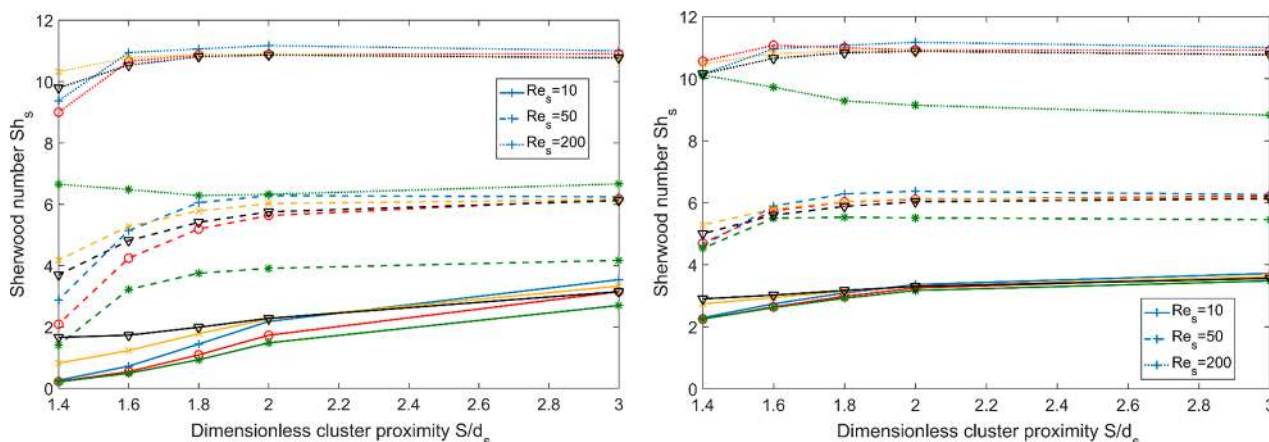 12
10
8
6
4
2
0
Sherwood number Sh_s
Re_s=10
Re_s=50
Re_s=200
1.4 1.6 1.8 2 2.2 2.4 2.6 2.8 3
Dimensionless cluster proximity S/d_s
12
10
8
6
4
2
0
Sherwood number Sh_s
Re_s=10
Re_s=50
Re_s=200
1.4 1.6 1.8 2 2.2 2.4 2.6 2.8 3
Dimensionless cluster proximity S/d_s